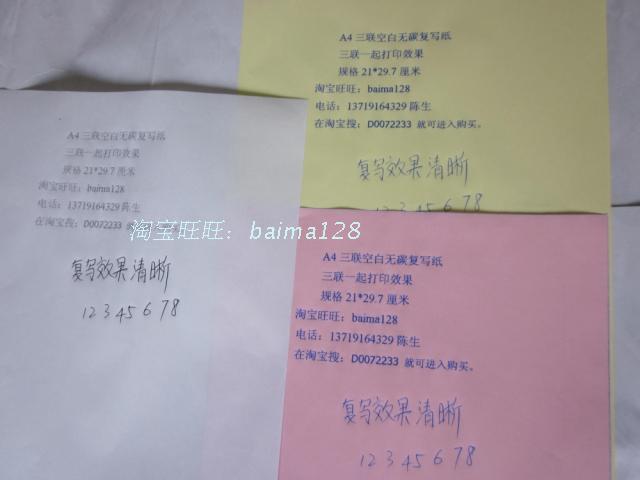 A4 三联空白无碳复写纸
三联一起打印效果
规格 21*29.7 厘米
淘宝旺旺：baima128
电话：13719164329 陈生
在淘宝搜：D0072233 就可进入购买。
复写效果清晰
12345678
A4 三联空白无碳复写纸
三联一起打印效果
规格 21*29.7 厘米
淘宝旺旺：baima128
电话：13719164329 陈生
在淘宝搜：D0072233
复写效果清晰
12345678
淘宝旺旺：baima128
A4 三联空白无碳复写纸
三联一起打印效果
规格 21*29.7 厘米
淘宝旺旺：baima128
电话：13719164329 陈生
在淘宝搜：D0072233 就可进入购买。
复写效果清晰
12345678